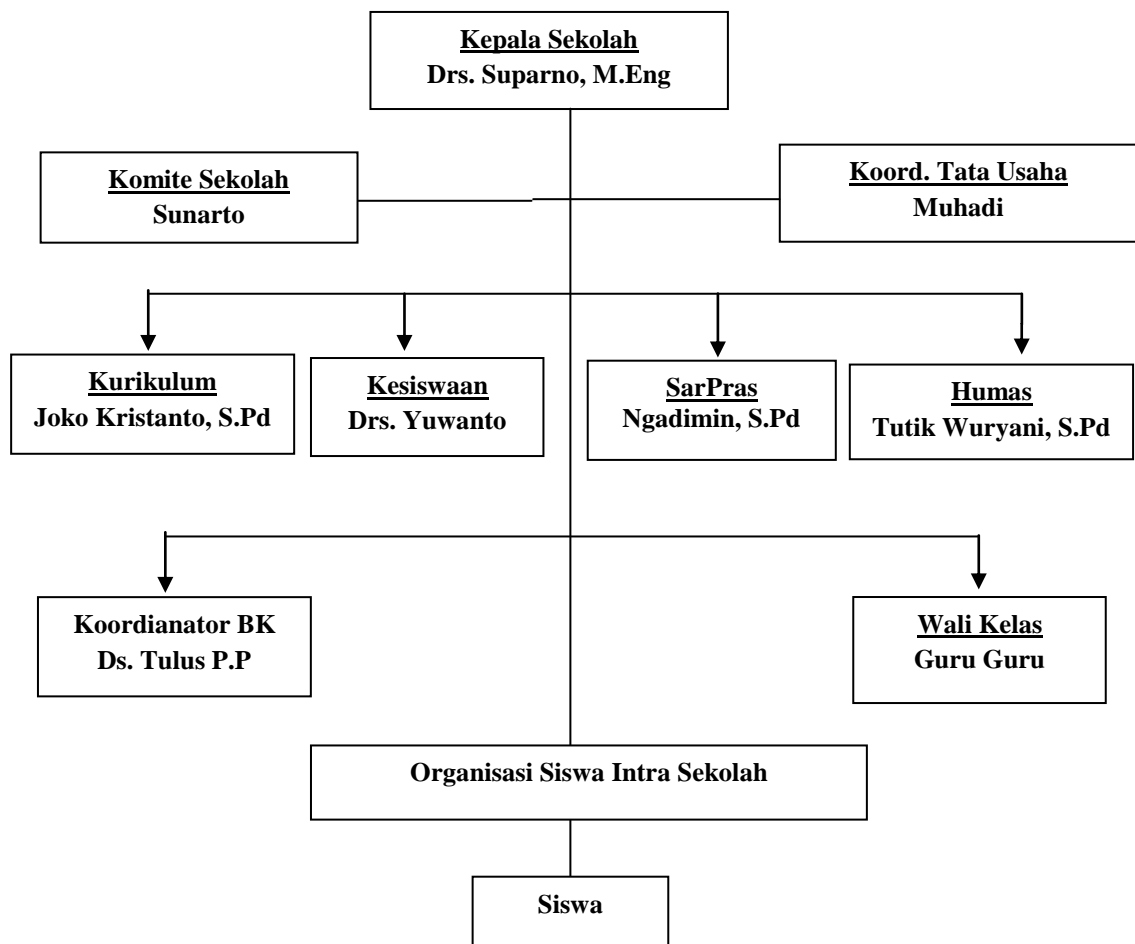 Kepala Sekolah
Drs. Suparno, M.Eng
Komite Sekolah
Sunarto
Koord. Tata Usaha
Muhadi
Kurikulum
Joko Kristanto, S.Pd
Kesiswaan
Drs. Yuwanto
SarPras
Ngadimin, S.Pd
Humas
Tutik Wuryani, S.Pd
Koordianator BK
Ds. Tulus P.P
Wali Kelas
Guru Guru
Organisasi Siswa Intra Sekolah
Siswa